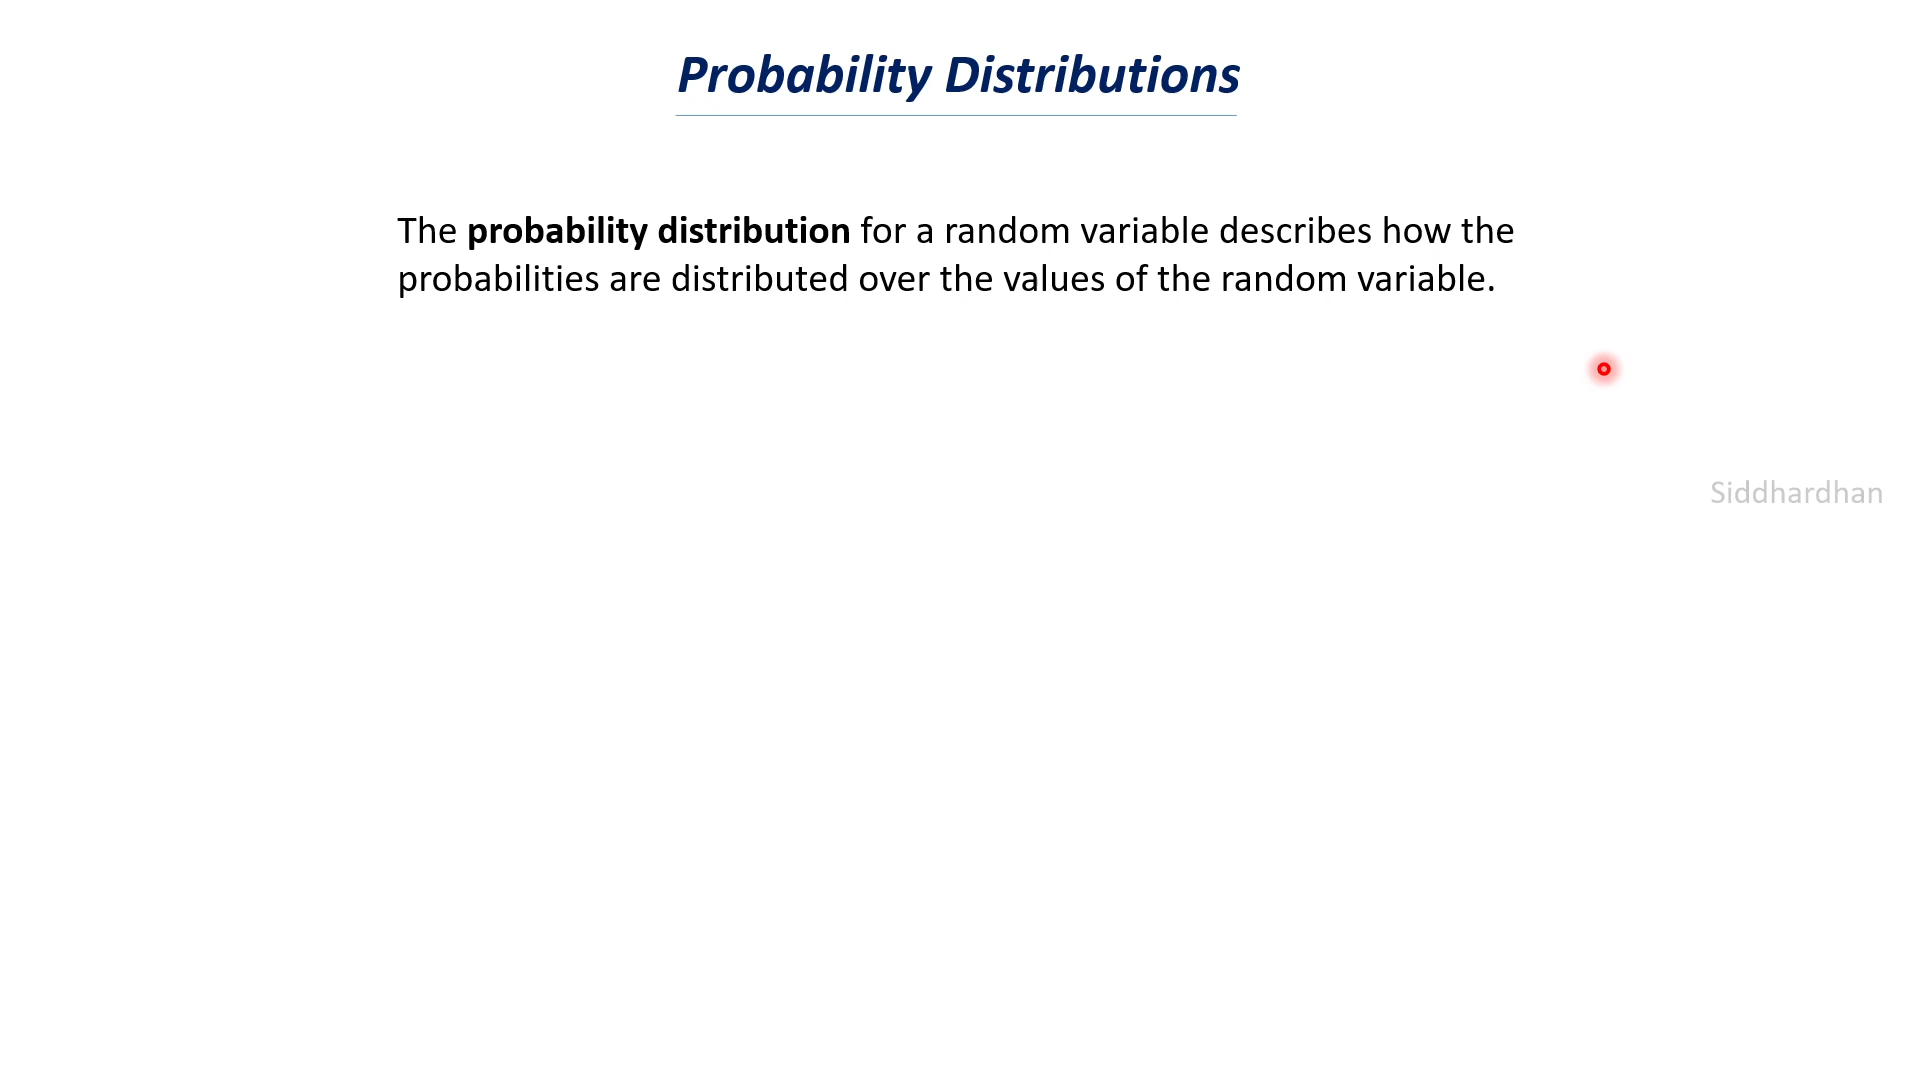 Probability Distributions
The probability distribution for a random variable describes how the
probabilities are distributed over the values of the random variable.
Siddhardhan